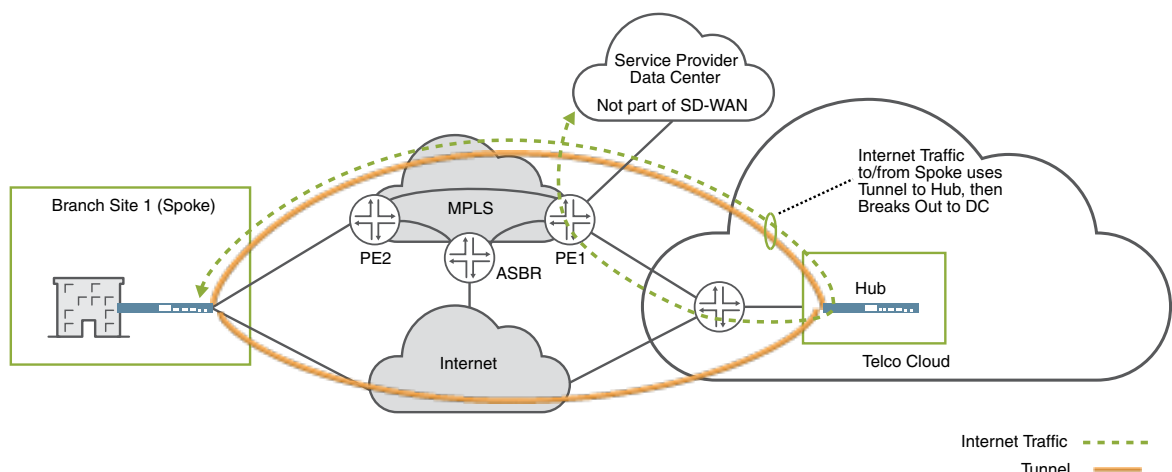 Service Provider
Data Center
Not part of SD-WAN
Internet Traffic
to/from Spoke uses
Tunnel to Hub, then
Breaks Out to DC
Branch Site 1 (Spoke)
MPLS
PE2
ASBR
PE1
Hub
Internet
Telco Cloud
Internet Traffic
Tunnel